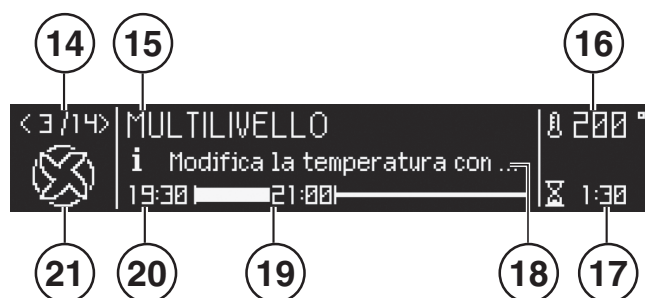 14 15 16
<3/14> MULTILIVELLO 200°
i Modifica la temperatura con ...
19:30 21:00 1:30
21 20 19 18 17